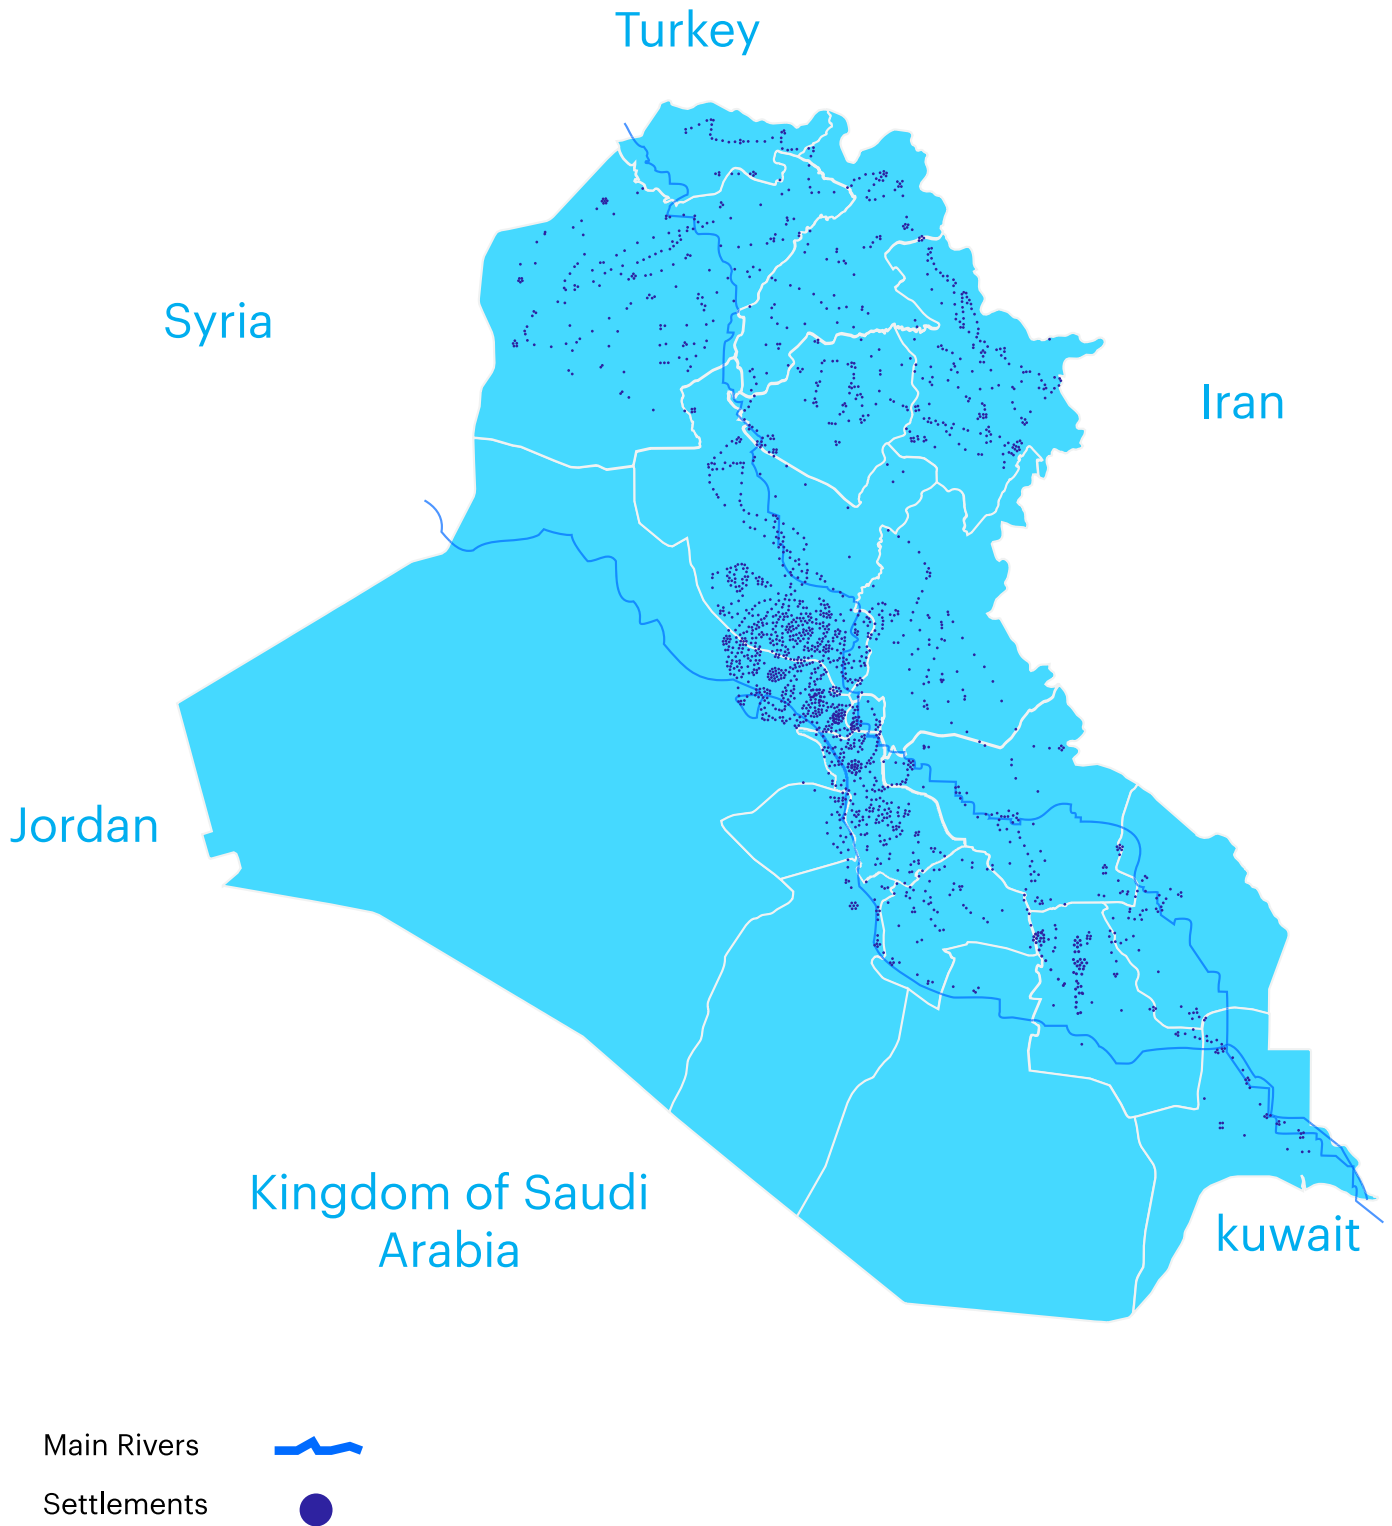 Turkey
Syria
Iran
Jordan
Kingdom of Saudi
Arabia
kuwait
Main Rivers
Settlements